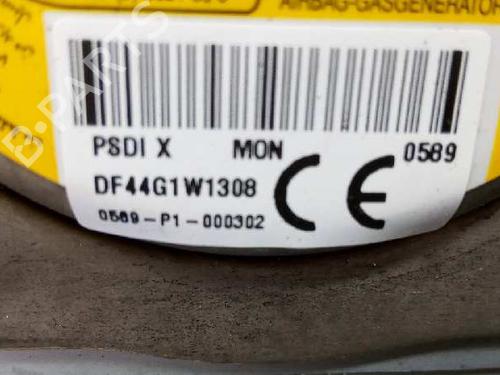 AIRBAG-GASGENERATOR
B-PARTS
PSDI X MON 0589
DF44G1W1308
0589-P1-000302
CE